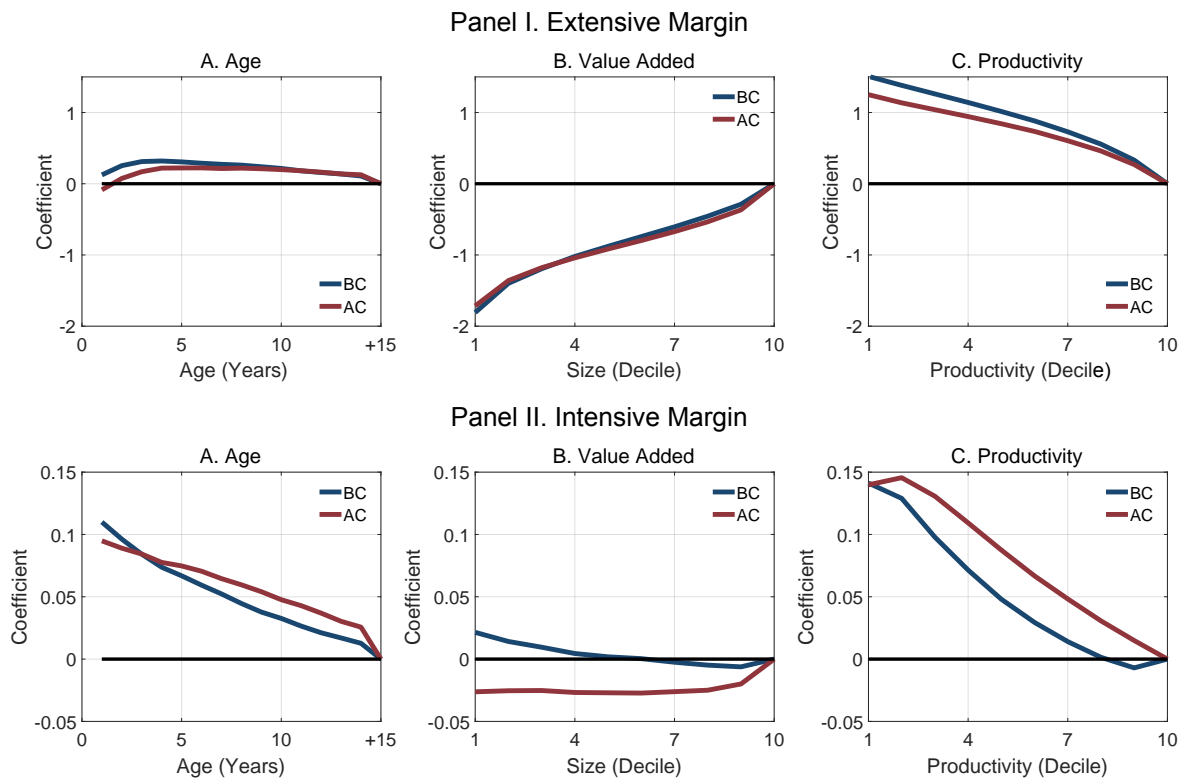 Panel I. Extensive Margin
A. Age
Coefficient
1
0
-1
-2
BC
AC
0
5
10
+15
Age (Years)
B. Value Added
Coefficient
1
0
-1
-2
BC
AC
1
4
7
10
Size (Decile)
C. Productivity
Coefficient
1
0
-1
-2
BC
AC
1
4
7
10
Productivity (Decile)
Panel II. Intensive Margin
A. Age
Coefficient
0.15
0.1
0.05
0
-0.05
BC
AC
0
5
10
+15
Age (Years)
B. Value Added
Coefficient
0.15
0.1
0.05
0
-0.05
BC
AC
1
4
7
10
Size (Decile)
C. Productivity
Coefficient
0.15
0.1
0.05
0
-0.05
BC
AC
1
4
7
10
Productivity (Decile)